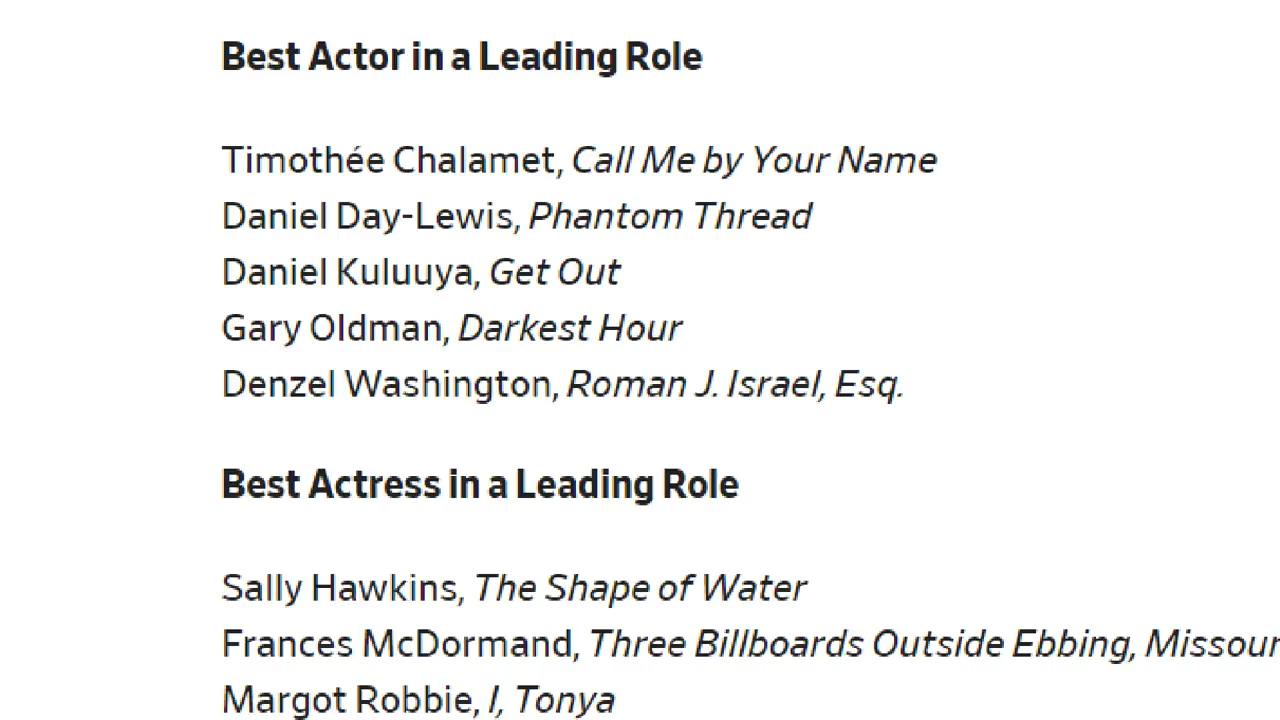 Best Actor in a Leading Role
Timothée Chalamet, Call Me by Your Name
Daniel Day-Lewis, Phantom Thread
Daniel Kuluuya, Get Out
Gary Oldman, Darkest Hour
Denzel Washington, Roman J. Israel, Esq.
Best Actress in a Leading Role
Sally Hawkins, The Shape of Water
Frances McDormand, Three Billboards Outside Ebbing, Missour
Margot Robbie, I, Tonya